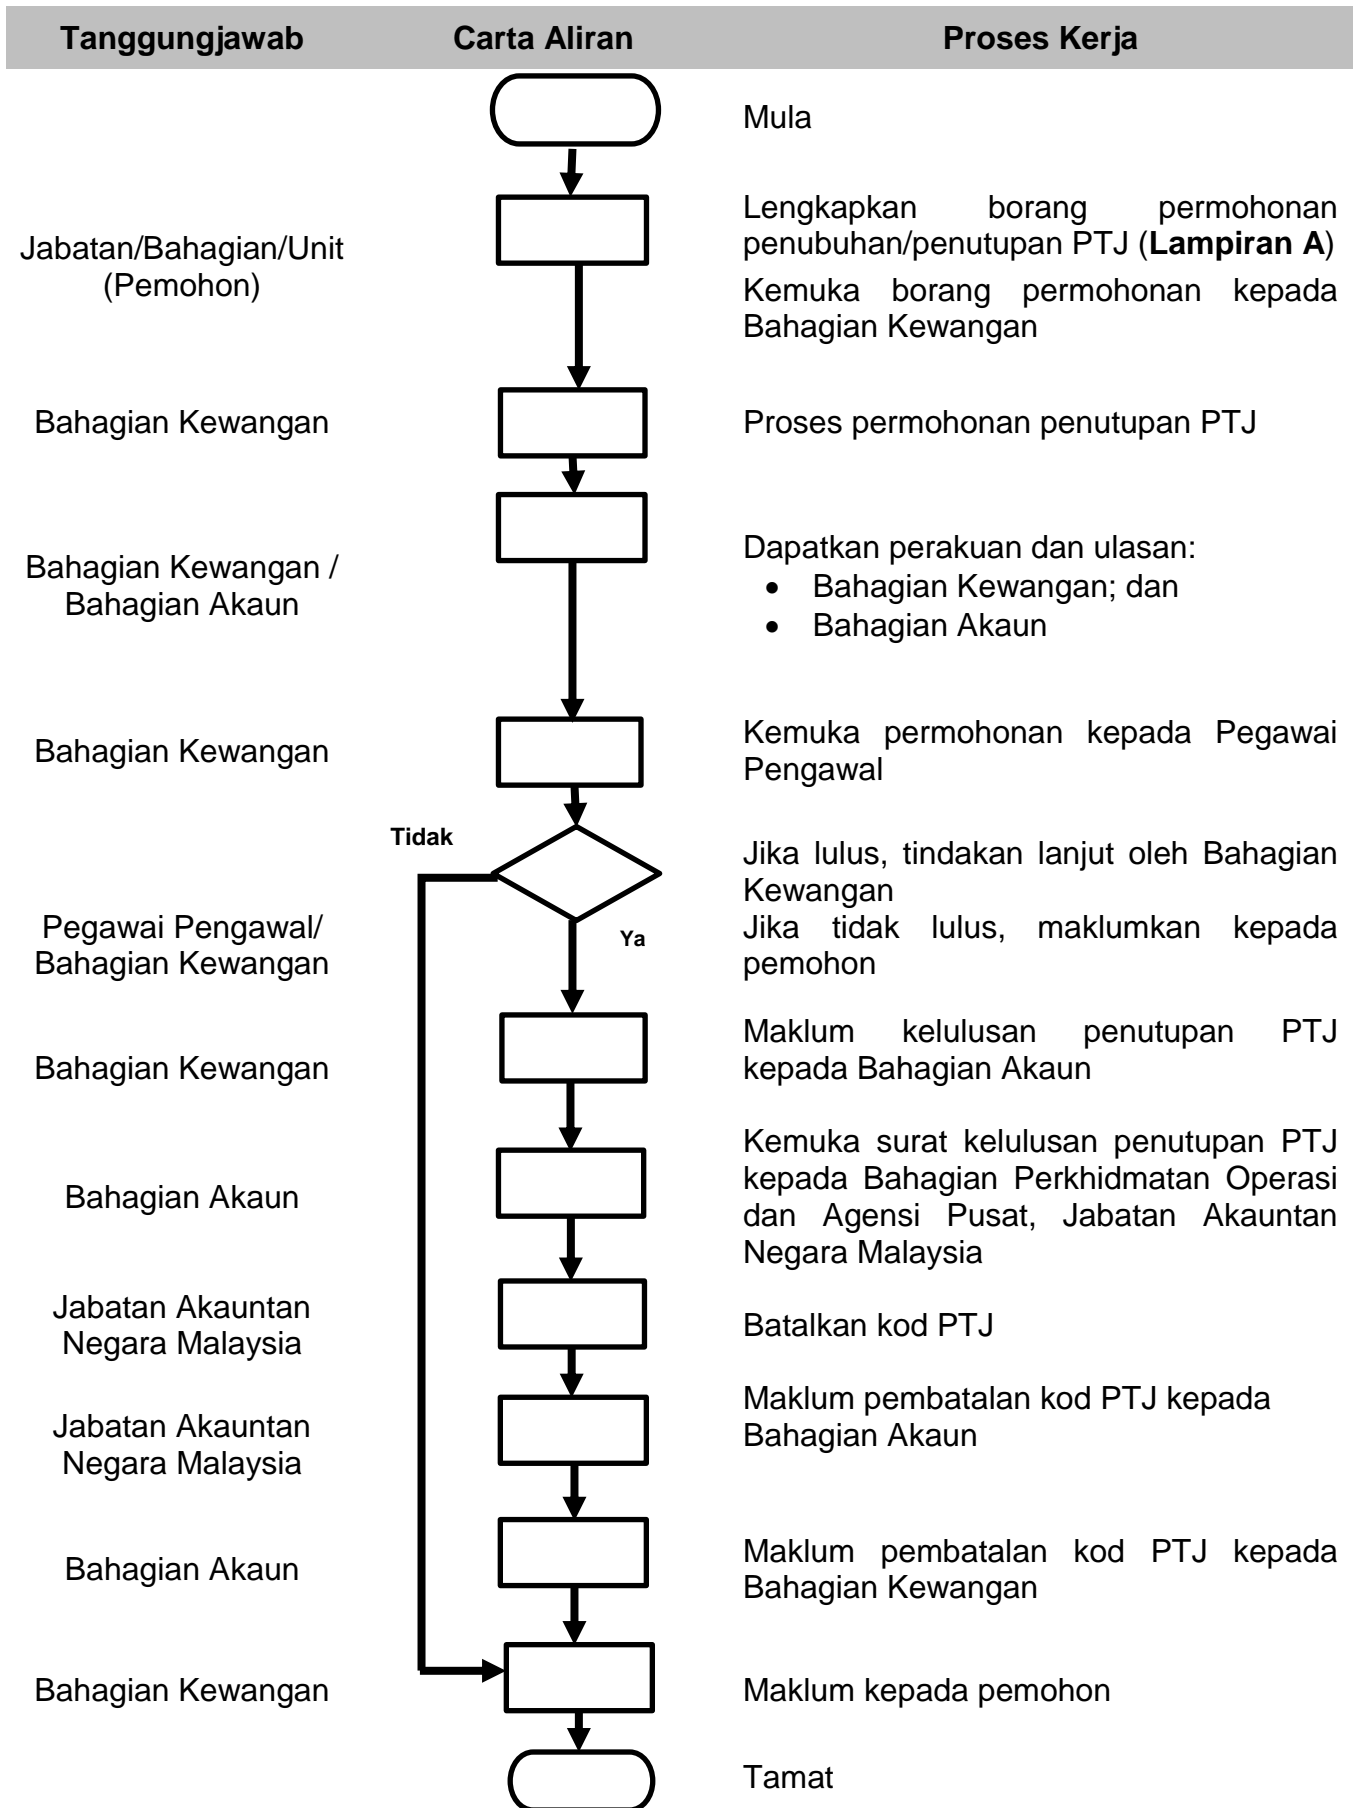 Tanggungjawab Carta Aliran Proses Kerja
Mula
Jabatan/Bahagian/Unit
(Pemohon)
Lengkapkan borang permohonan
penubuhan/penutupan PTJ (Lampiran A)
Kemuka borang permohonan kepada
Bahagian Kewangan
Bahagian Kewangan
Proses permohonan penutupan PTJ
Bahagian Kewangan /
Bahagian Akaun
Dapatkan perakuan dan ulasan:
• Bahagian Kewangan; dan
• Bahagian Akaun
Bahagian Kewangan
Kemuka permohonan kepada Pegawai
Pengawal
Tidak
Ya
Pegawai Pengawal/
Bahagian Kewangan
Jika lulus, tindakan lanjut oleh Bahagian
Kewangan
Jika tidak lulus, maklumkan kepada
pemohon
Bahagian Kewangan
Maklum kelulusan penutupan PTJ
kepada Bahagian Akaun
Bahagian Akaun
Kemuka surat kelulusan penutupan PTJ
kepada Bahagian Perkhidmatan Operasi
dan Agensi Pusat, Jabatan Akauntan
Negara Malaysia
Jabatan Akauntan
Negara Malaysia
Batalkan kod PTJ
Jabatan Akauntan
Negara Malaysia
Maklum pembatalan kod PTJ kepada
Bahagian Akaun
Bahagian Akaun
Maklum pembatalan kod PTJ kepada
Bahagian Kewangan
Bahagian Kewangan
Maklum kepada pemohon
Tamat